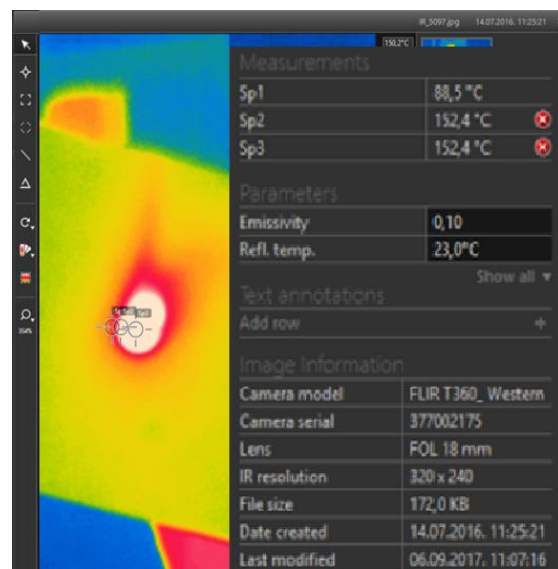 IR_5097.jpg 14.07.2016. 11:25:21
150,2°C
Measurements
Sp1 88,5 °C
Sp2 152,4 °C
Sp3 152,4 °C
Parameters
Emissivity 0,10
Refl. temp. 23,0°C
Show all
Text annotations
Add row +
Image Information
Camera model FLIR T360_ Western
Camera serial 377002175
Lens FOL 18 mm
IR resolution 320 x 240
File size 172,0 KB
Date created 14.07.2016. 11:25:21
Last modified 06.09.2017. 11:07:16
354%